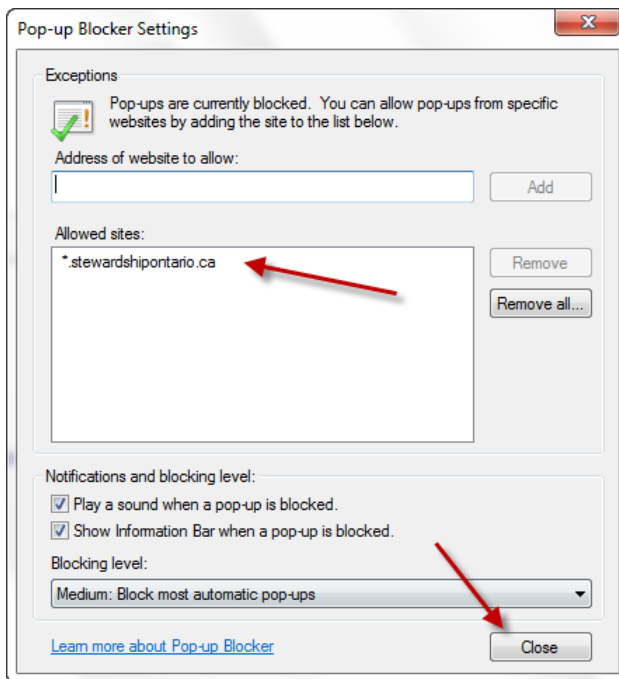 Pop-up Blocker Settings
Exceptions
Pop-ups are currently blocked. You can allow pop-ups from specific
websites by adding the site to the list below.
Address of website to allow:
Add
Allowed sites:
*.stewardshipontario.ca
Remove
Remove all...
Notifications and blocking level:
Play a sound when a pop-up is blocked.
Show Information Bar when a pop-up is blocked.
Blocking level:
Medium: Block most automatic pop-ups
Learn more about Pop-up Blocker
Close